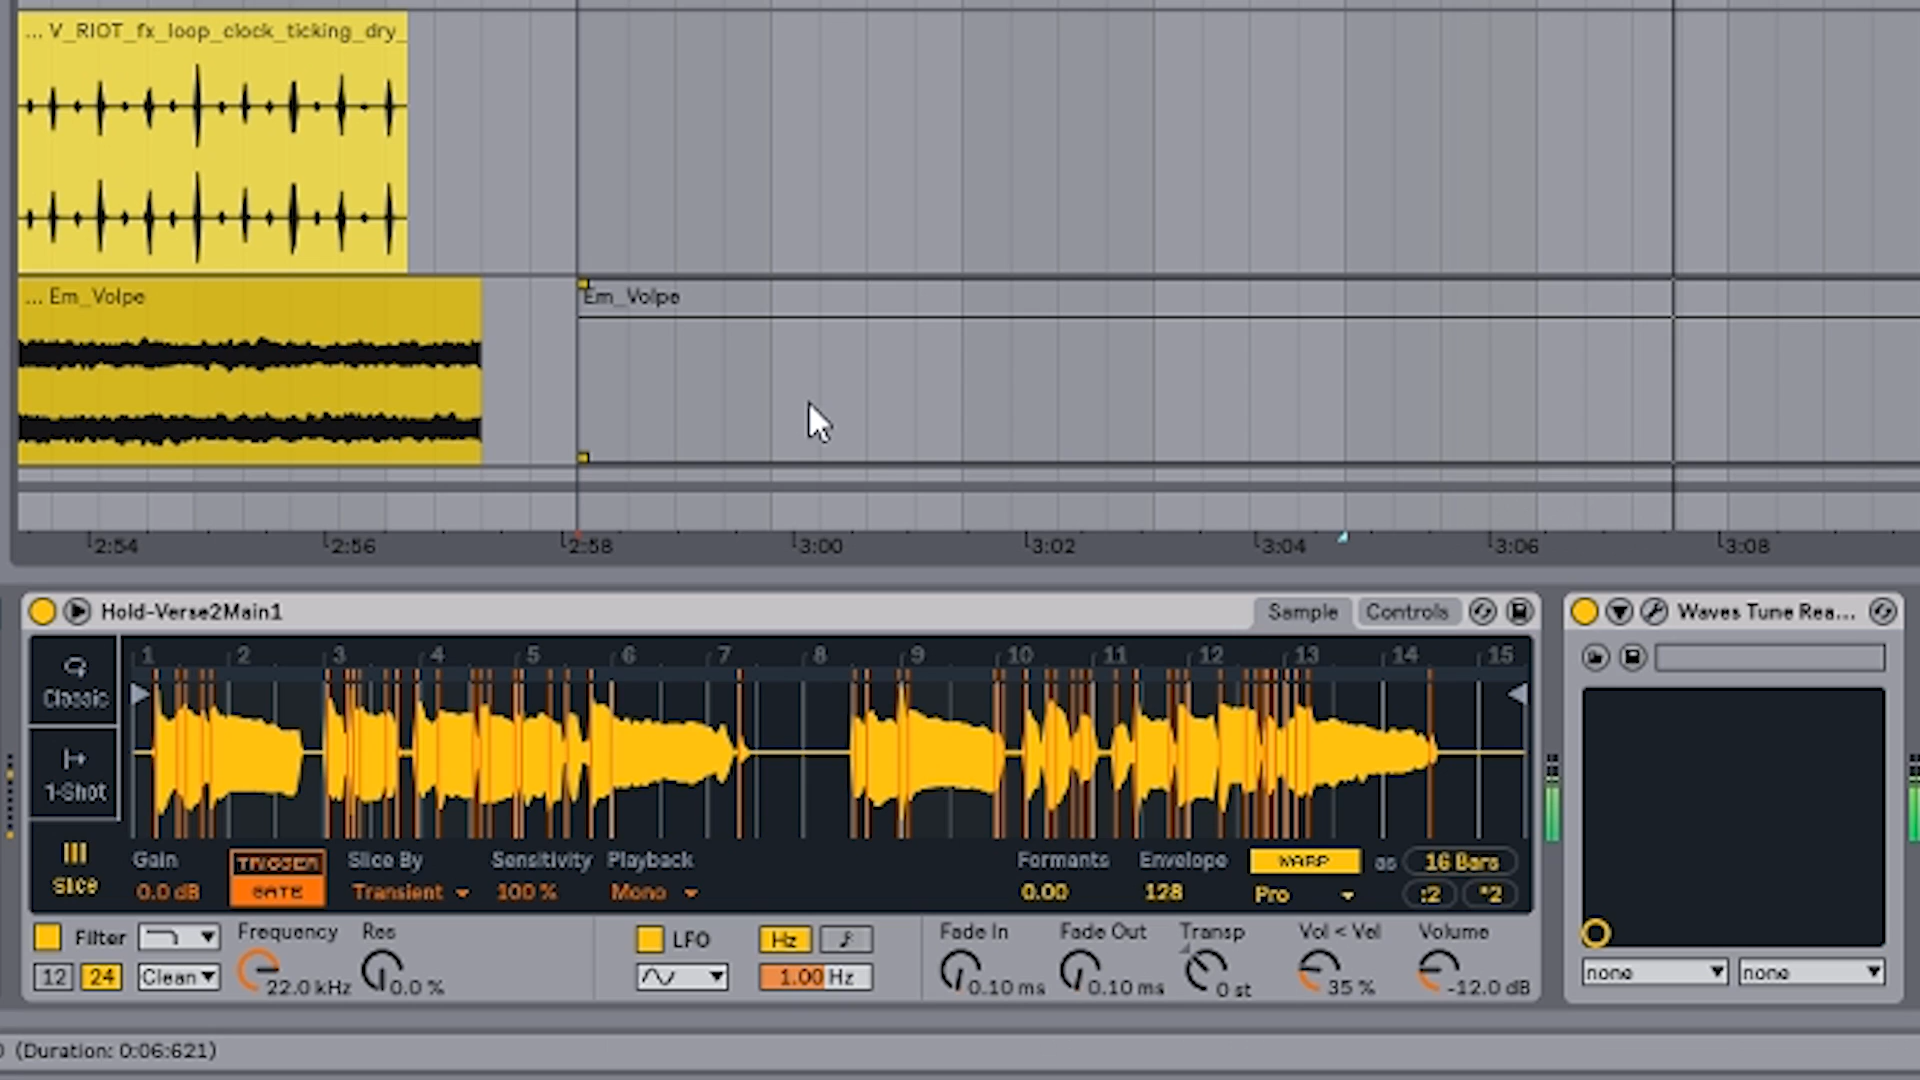 ... V_RIOT_fx_loop_clock_ticking_dry_
... Em_Volpe
Em_Volpe
2:54 2:56 2:58 3:00 3:02 3:04 3:06 3:08
Hold-Verse2Main1 Sample Controls
Waves Tune Rea...
1 2 3 4 5 6 7 8 9 10 11 12 13 14 15
Classic
1-Shot
Slice
Gain TRIGGER Slice By Sensitivity Playback Formants Envelope WARP as 16 Bars
0.0 dB GATE Transient 100 % Mono 0.00 128 Pro :2 *2
Filter Frequency Res LFO Hz Fade In Fade Out Transp Vol < Vel Volume
12 24 Clean 22.0 kHz 0.0 % 1.00 Hz 0.10 ms 0.10 ms 0 st 35 % -12.0 dB
none none
(Duration: 0:06:621)